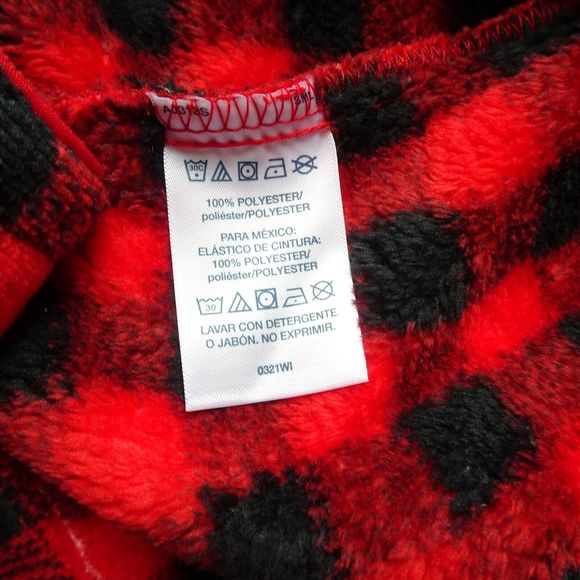 30C
100% POLYESTER/
poliéster/POLYESTER
PARA MÉXICO:
ELÁSTICO DE CINTURA:
100% POLYESTER/
poliéster/POLYESTER
30
LAVAR CON DETERGENTE
O JABÓN. NO EXPRIMIR.
0321WI